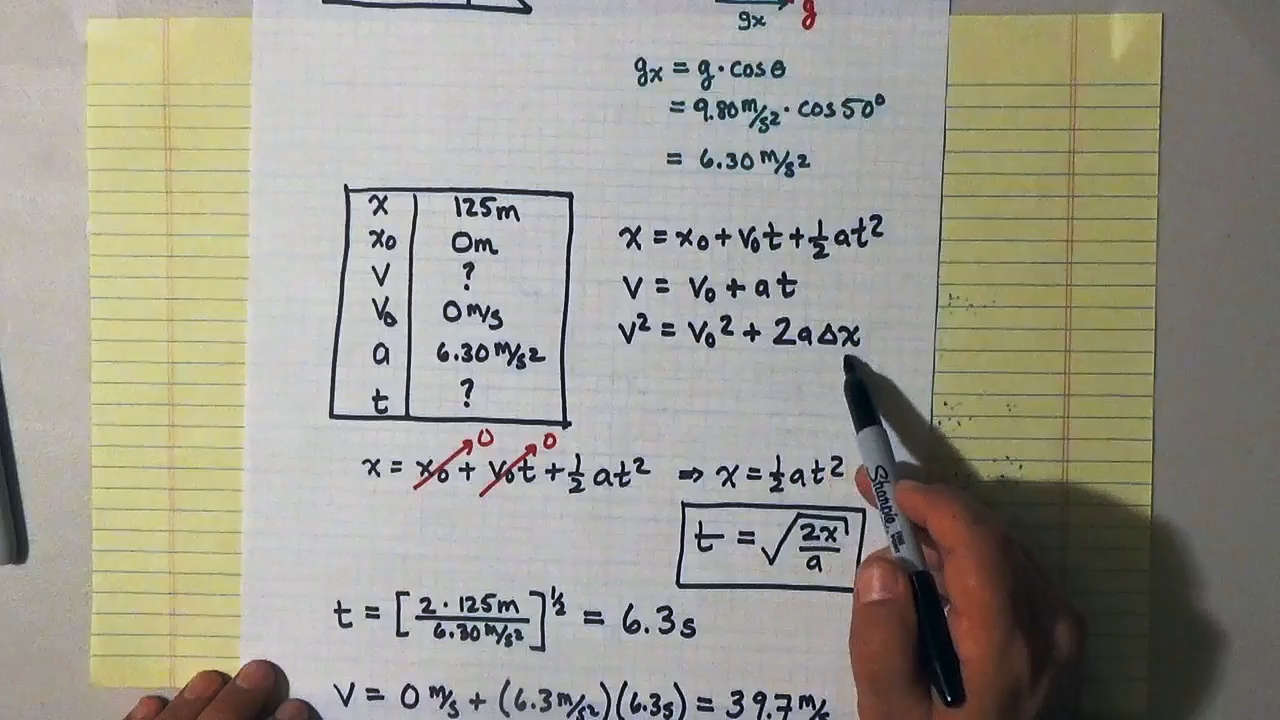 gx g
gx = g · cosθ
= 9.80 m/s² · cos 50°
= 6.30 m/s²
x 125m
x₀ 0m
v ?
v₀ 0 m/s
a 6.30 m/s²
t ?
x = x₀ + v₀t + ½ at²
v = v₀ + at
v² = v₀² + 2aΔx
0 0
x = x₀ + v₀t + ½ at² ⇒ x = ½ at²
t = √(2x/a)
t = [2 · 125m / 6.30 m/s²]^½ = 6.3s
v = 0 m/s + (6.3 m/s²)(6.3s) = 39.7 m/s
Sharpie